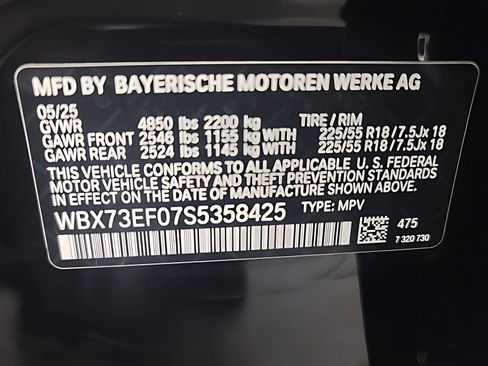 MFD BY BAYERISCHE MOTOREN WERKE AG
05/25
GVWR 4850 lbs 2200 kg TIRE / RIM
GAWR FRONT 2546 lbs 1155 kg WITH 225/55 R18 / 7.5Jx 18
GAWR REAR 2524 lbs 1145 kg WITH 225/55 R18 / 7.5Jx 18
THIS VEHICLE CONFORMS TO ALL APPLICABLE U. S. FEDERAL
MOTOR VEHICLE SAFETY AND THEFT PREVENTION STANDARDS
IN EFFECT ON THE DATE OF MANUFACTURE SHOWN ABOVE.
WBX73EF07S5358425 TYPE: MPV
475
7 320 730